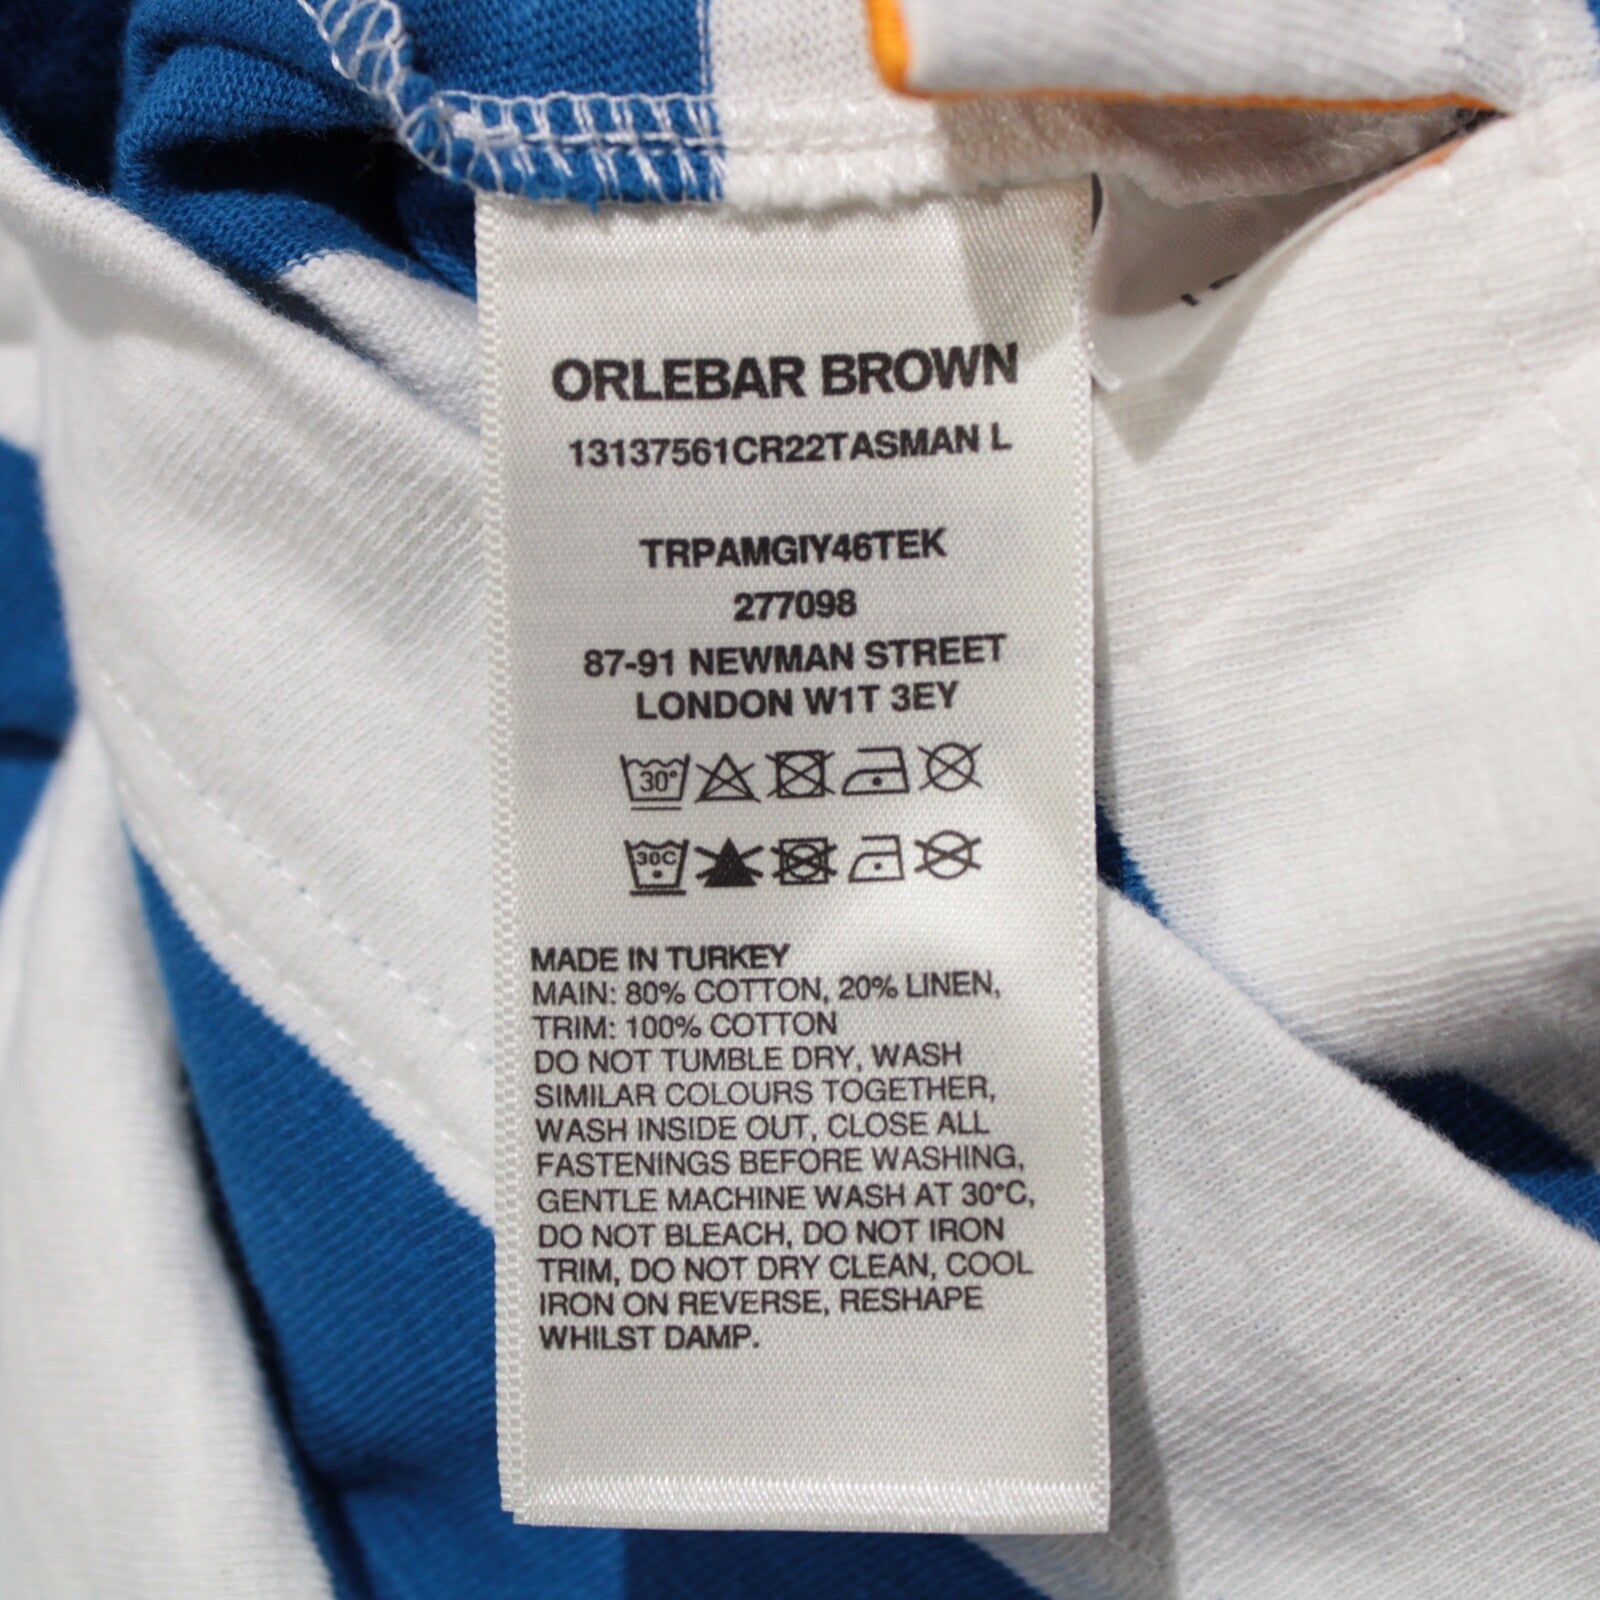 ORLEBAR BROWN
13137561CR22TASMAN L
TRPAMGIY46TEK
277098
87-91 NEWMAN STREET
LONDON W1T 3EY
30°
30C
MADE IN TURKEY
MAIN: 80% COTTON, 20% LINEN,
TRIM: 100% COTTON
DO NOT TUMBLE DRY, WASH
SIMILAR COLOURS TOGETHER,
WASH INSIDE OUT, CLOSE ALL
FASTENINGS BEFORE WASHING,
GENTLE MACHINE WASH AT 30°C,
DO NOT BLEACH, DO NOT IRON
TRIM, DO NOT DRY CLEAN, COOL
IRON ON REVERSE, RESHAPE
WHILST DAMP.